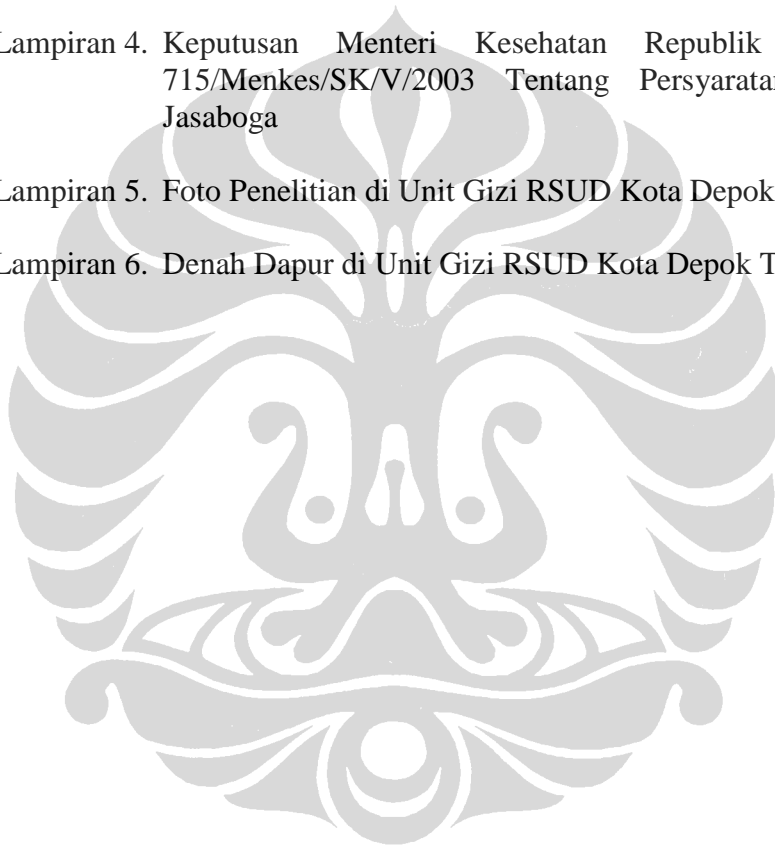 Lampiran 4. Keputusan Menteri Kesehatan Republik
715/Menkes/SK/V/2003 Tentang Persyaratan
Jasaboga
Lampiran 5. Foto Penelitian di Unit Gizi RSUD Kota Depok
Lampiran 6. Denah Dapur di Unit Gizi RSUD Kota Depok